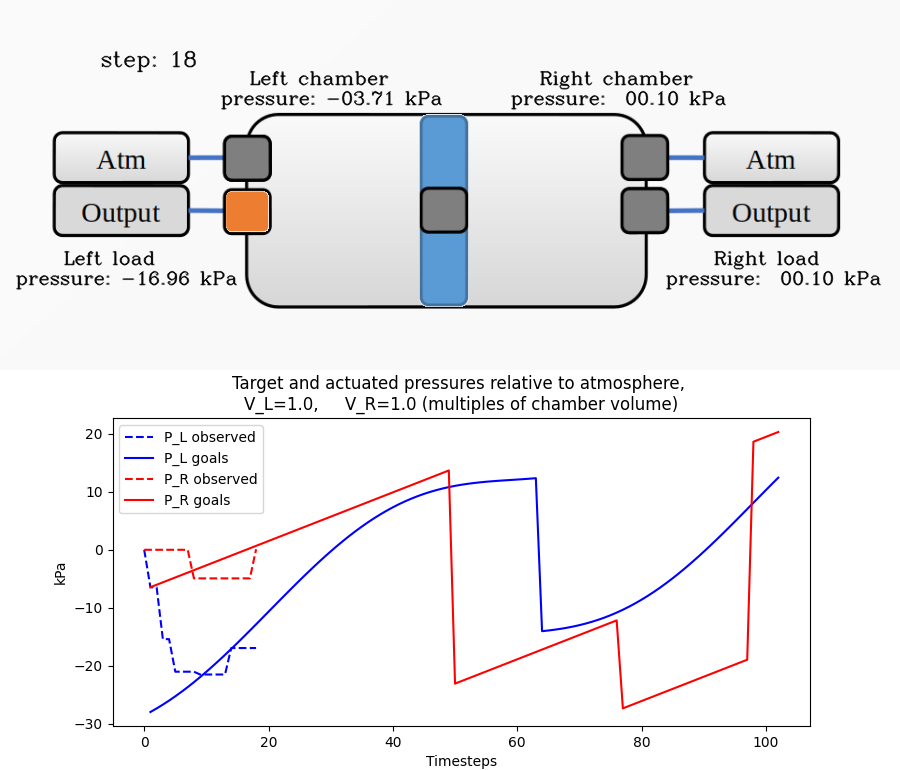 step: 18
Left chamber
pressure: −03.71 kPa
Right chamber
pressure:  00.10 kPa
Atm
Output
Atm
Output
Left load
pressure: −16.96 kPa
Right load
pressure:  00.10 kPa
Target and actuated pressures relative to atmosphere,
V_L=1.0,     V_R=1.0 (multiples of chamber volume)
P_L observed
P_L goals
P_R observed
P_R goals
20
10
0
−10
−20
−30
kPa
0 20 40 60 80 100
Timesteps